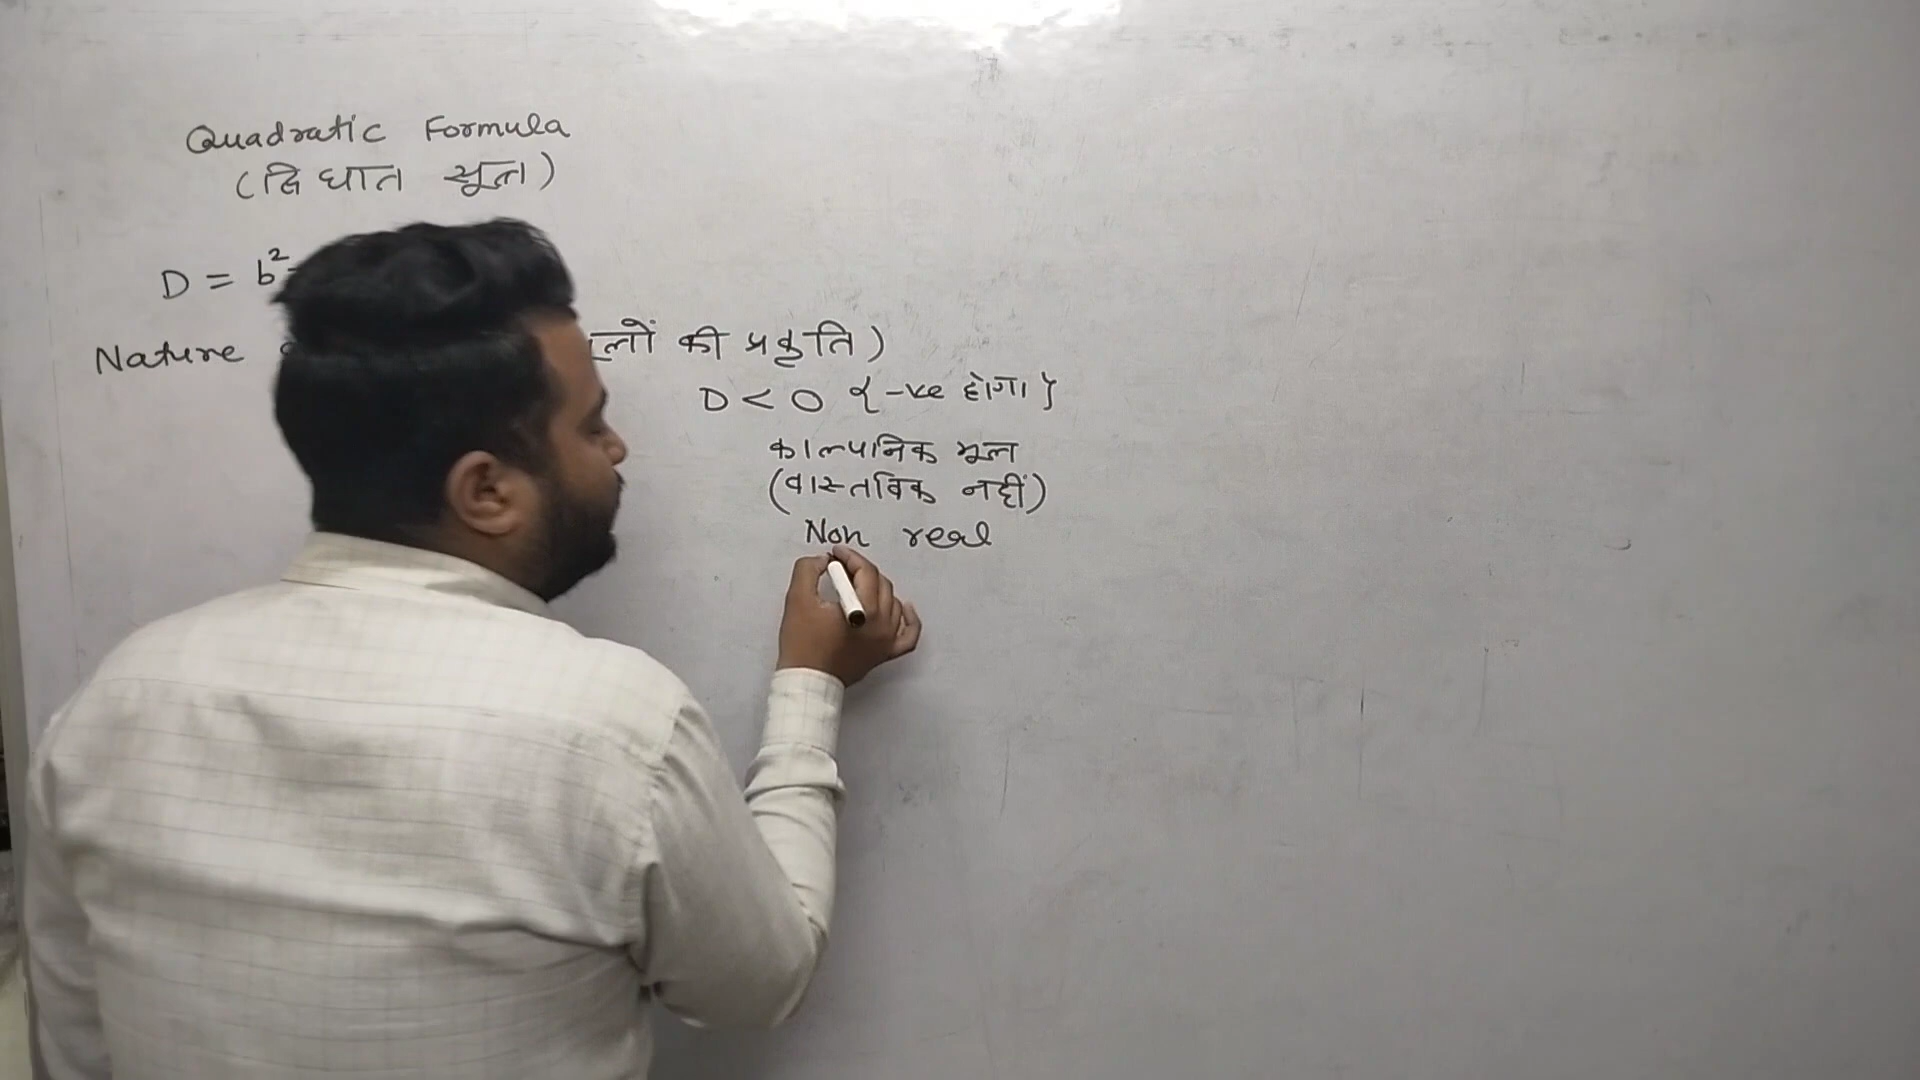 Quadratic Formula
(द्विघात सूत्र)
D = b²
Nature लों की प्रकृति)
D < 0 {-ve होगा}
काल्पनिक मूल
(वास्तविक नहीं)
Non real